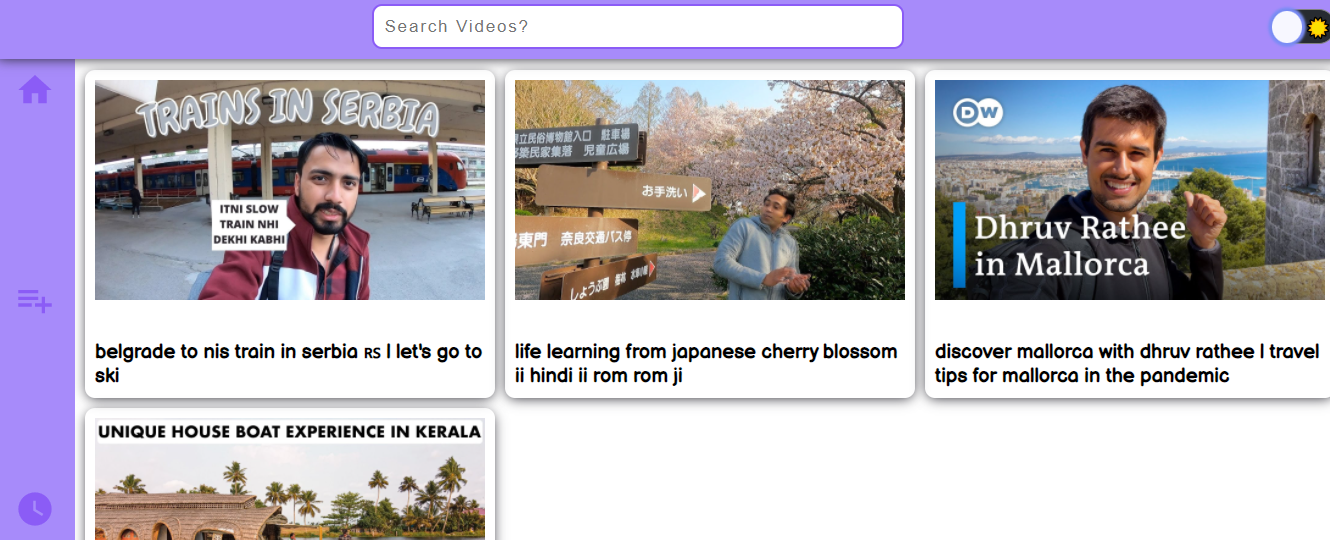 Search Videos?
TRAINS IN SERBIA
ITNI SLOW
TRAIN NHI
DEKHI KABHI
belgrade to nis train in serbia RS | let's go to
ski
立民俗博物館入口 駐車場
築民家集落 児童広場
お手洗い
東門 奈良交通バス停
しょうぶ園 菖蒲
life learning from japanese cherry blossom
ii hindi ii rom rom ji
DW
Dhruv Rathee
in Mallorca
discover mallorca with dhruv rathee | travel
tips for mallorca in the pandemic
UNIQUE HOUSE BOAT EXPERIENCE IN KERALA